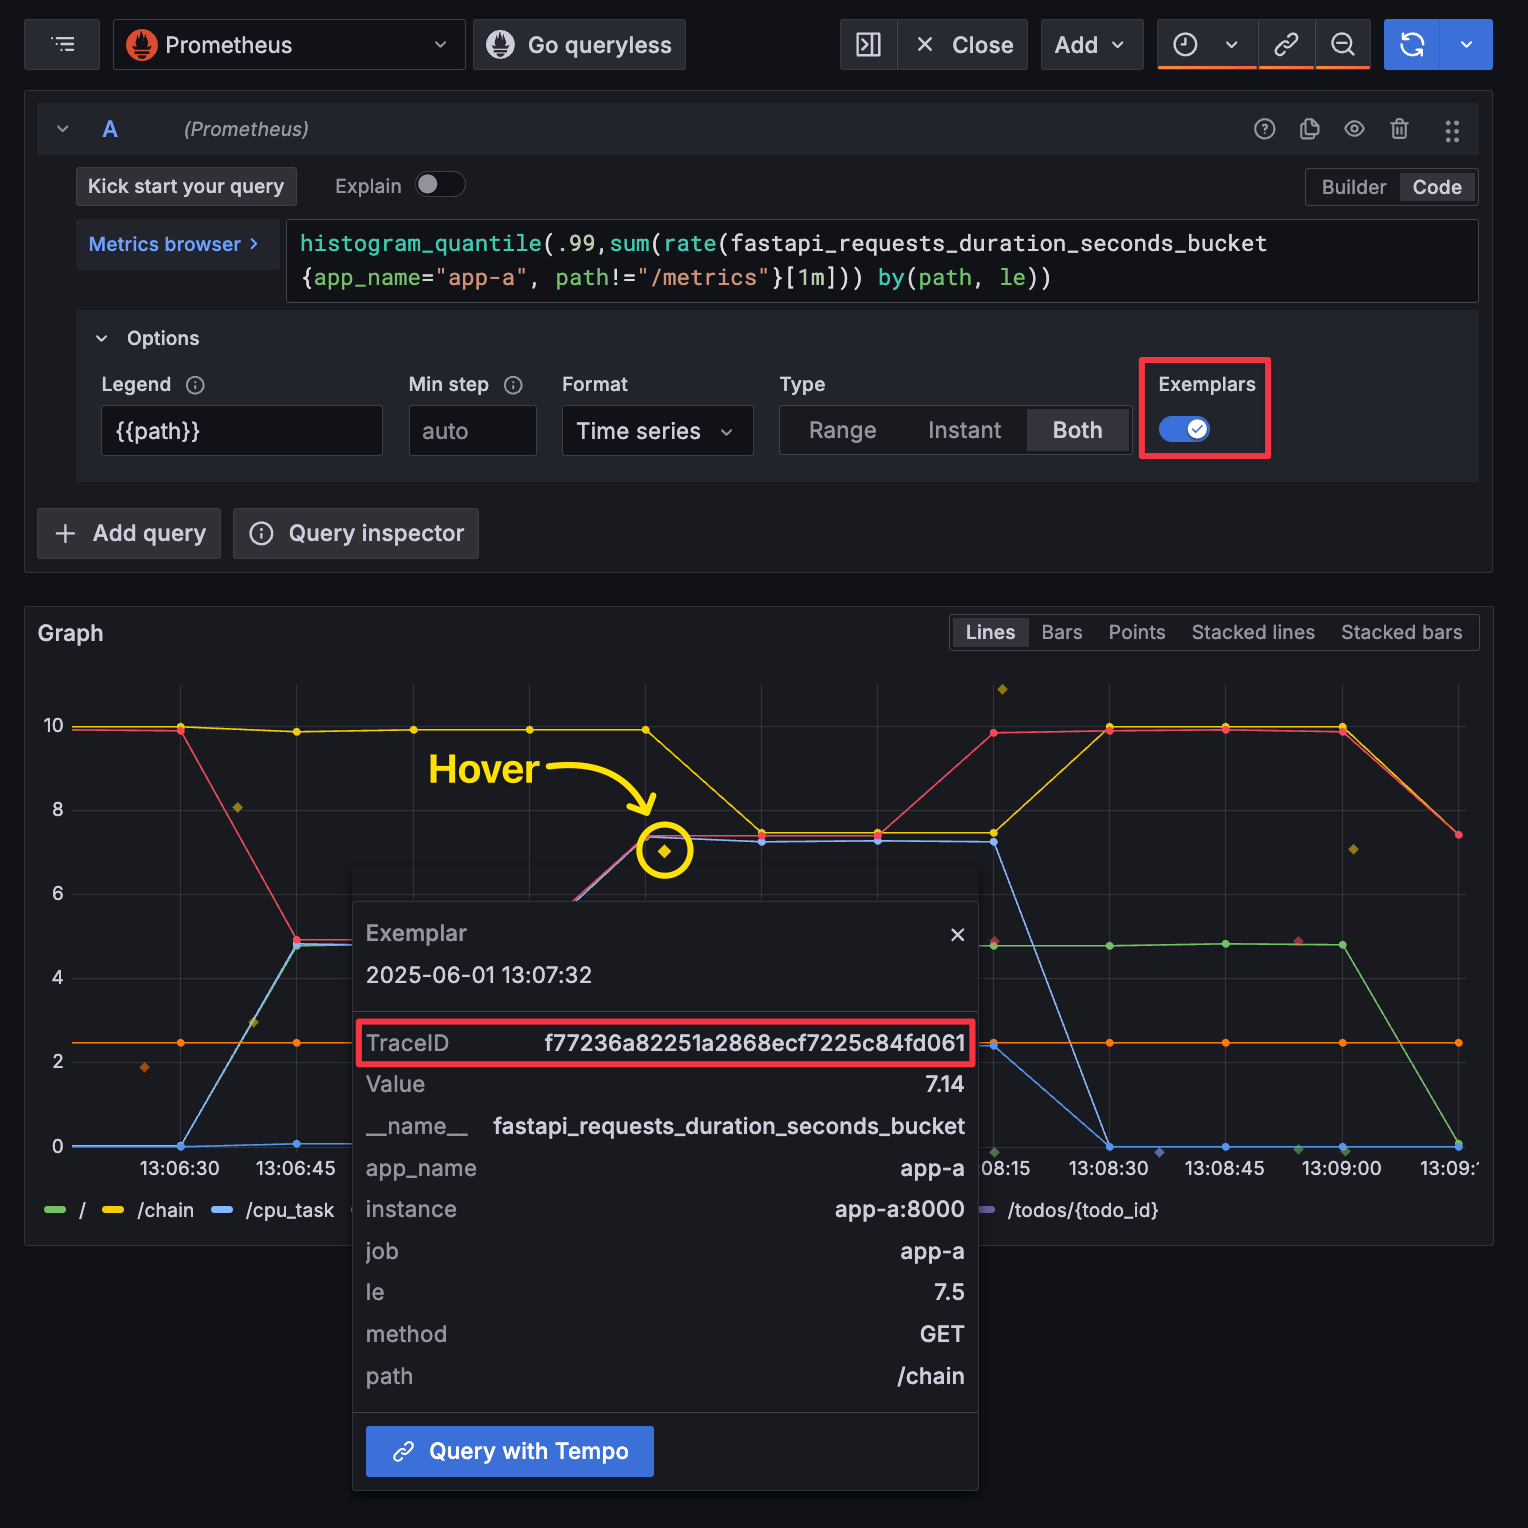 Prometheus
Go queryless
Close
Add
A
(Prometheus)
Kick start your query
Explain
Builder
Code
Metrics browser >
histogram_quantile(.99,sum(rate(fastapi_requests_duration_seconds_bucket
{app_name="app-a", path!="/metrics"}[1m])) by(path, le))
Options
Legend
Min step
Format
Type
Exemplars
{{path}}
auto
Time series
Range
Instant
Both
+ Add query
Query inspector
Graph
Lines
Bars
Points
Stacked lines
Stacked bars
10
8
6
4
2
0
Hover
Exemplar
2025-06-01 13:07:32
TraceID f77236a82251a2868ecf7225c84fd061
Value 7.14
__name__ fastapi_requests_duration_seconds_bucket
app_name app-a
instance app-a:8000
job app-a
le 7.5
method GET
path /chain
Query with Tempo
13:06:30
13:06:45
:08:15
13:08:30
13:08:45
13:09:00
13:09:
/
/chain
/cpu_task
/todos/{todo_id}